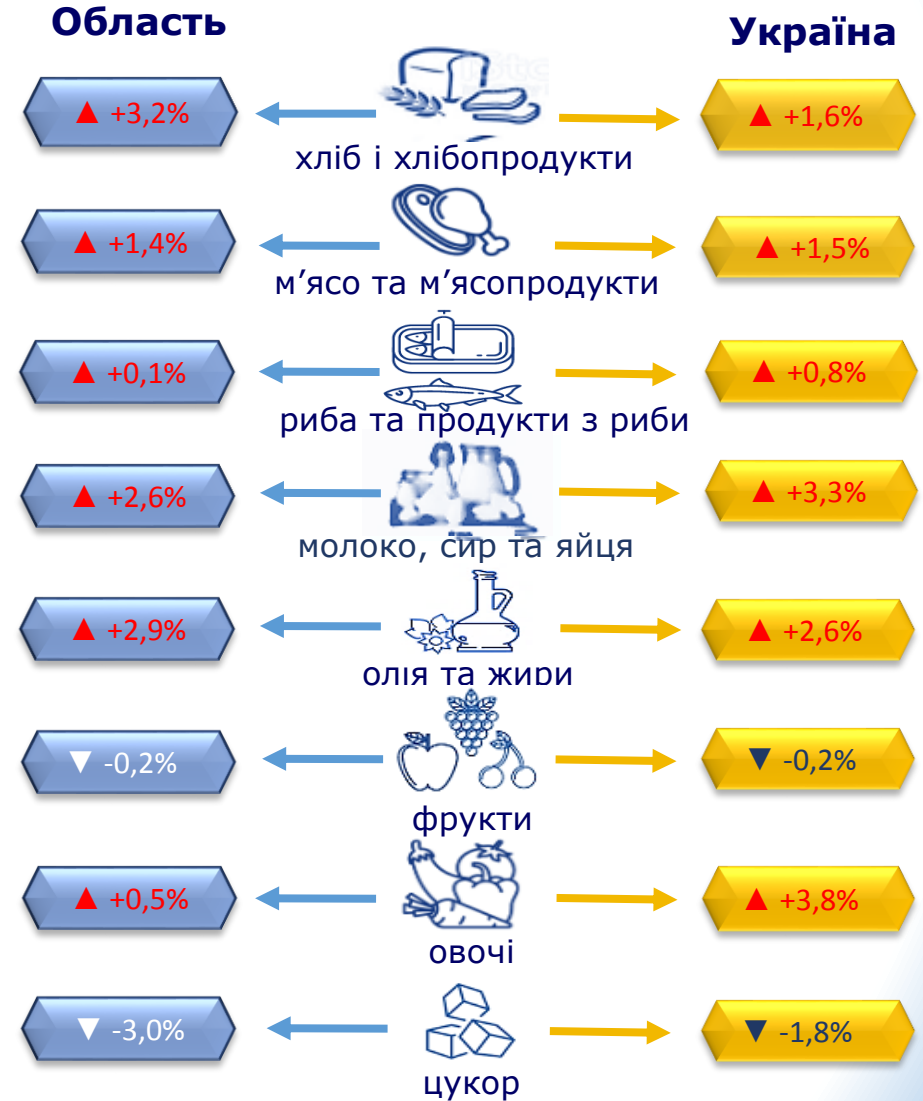 Область
Україна
▲ +3,2%
▲ +1,6%
хліб і хлібопродукти
▲ +1,4%
▲ +1,5%
м’ясо та м’ясопродукти
▲ +0,1%
▲ +0,8%
риба та продукти з риби
▲ +2,6%
▲ +3,3%
молоко, сир та яйця
▲ +2,9%
▲ +2,6%
олія та жири
▼ -0,2%
▼ -0,2%
фрукти
▲ +0,5%
▲ +3,8%
овочі
▼ -3,0%
▼ -1,8%
цукор